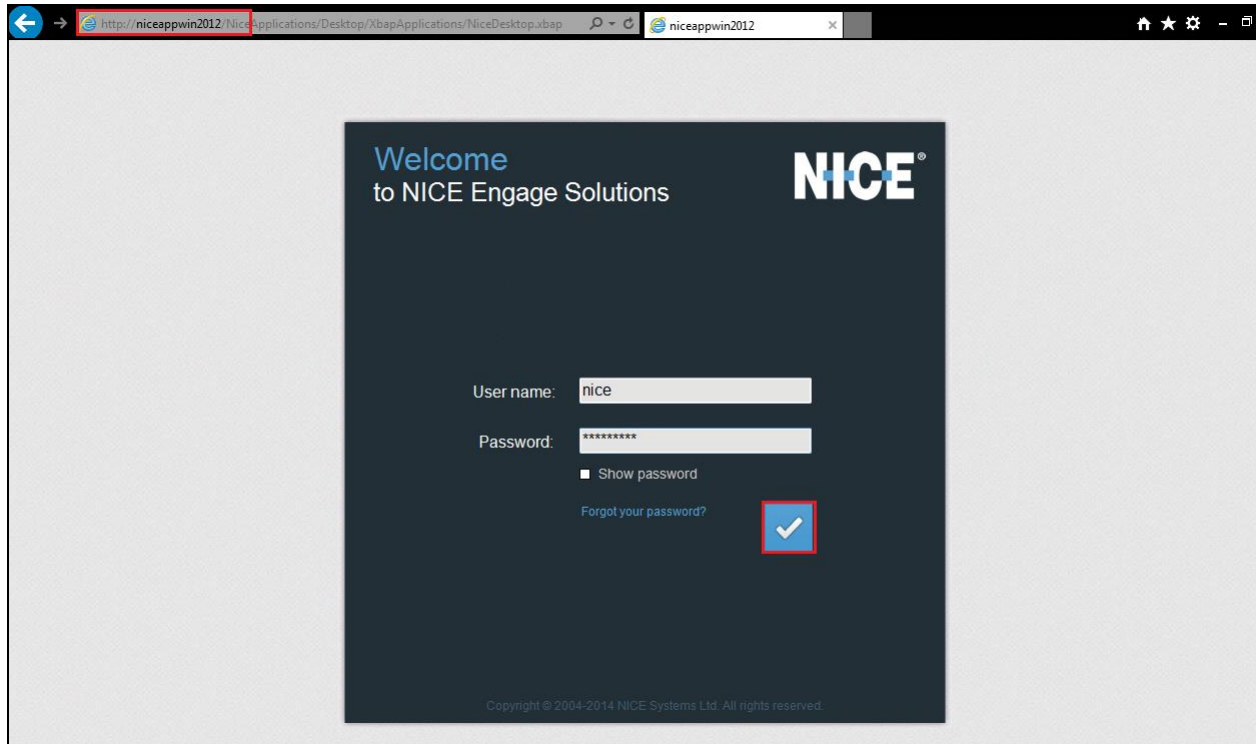 http://niceappwin2012/NiceApplications/Desktop/XbapApplications/NiceDesktop.xbap
niceappwin2012
Welcome
to NICE Engage Solutions
NICE®
User name: nice
Password: *********
Show password
Forgot your password?
Copyright © 2004-2014 NICE Systems Ltd. All rights reserved.